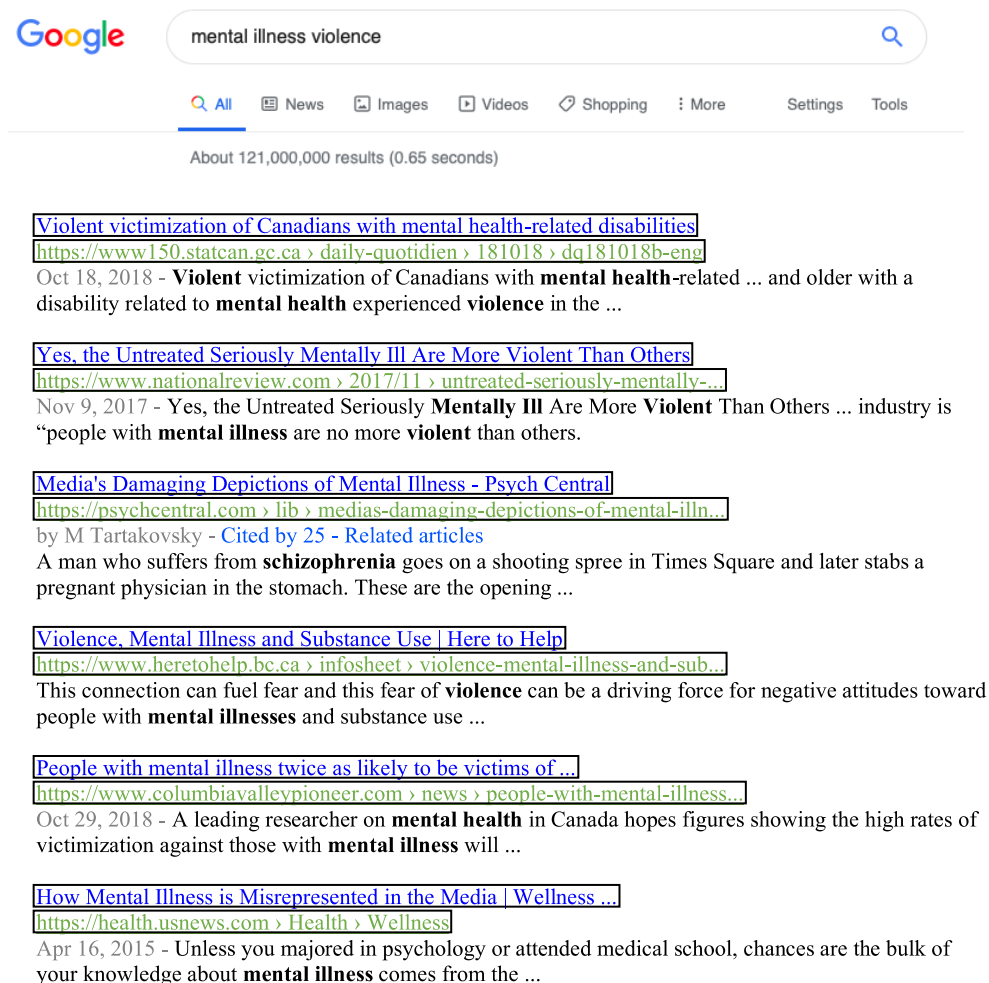 Google
mental illness violence
All News Images Videos Shopping More Settings Tools
About 121,000,000 results (0.65 seconds)
Violent victimization of Canadians with mental health-related disabilities
https://www150.statcan.gc.ca › daily-quotidien › 181018 › dq181018b-eng
Oct 18, 2018 - Violent victimization of Canadians with mental health-related ... and older with a
disability related to mental health experienced violence in the ...
Yes, the Untreated Seriously Mentally Ill Are More Violent Than Others
https://www.nationalreview.com › 2017/11 › untreated-seriously-mentally-...
Nov 9, 2017 - Yes, the Untreated Seriously Mentally Ill Are More Violent Than Others ... industry is
“people with mental illness are no more violent than others.
Media's Damaging Depictions of Mental Illness - Psych Central
https://psychcentral.com › lib › medias-damaging-depictions-of-mental-illn...
by M Tartakovsky - Cited by 25 - Related articles
A man who suffers from schizophrenia goes on a shooting spree in Times Square and later stabs a
pregnant physician in the stomach. These are the opening ...
Violence, Mental Illness and Substance Use | Here to Help
https://www.heretohelp.bc.ca › infosheet › violence-mental-illness-and-sub...
This connection can fuel fear and this fear of violence can be a driving force for negative attitudes toward
people with mental illnesses and substance use ...
People with mental illness twice as likely to be victims of ...
https://www.columbiavalleypioneer.com › news › people-with-mental-illness...
Oct 29, 2018 - A leading researcher on mental health in Canada hopes figures showing the high rates of
victimization against those with mental illness will ...
How Mental Illness is Misrepresented in the Media | Wellness ...
https://health.usnews.com › Health › Wellness
Apr 16, 2015 - Unless you majored in psychology or attended medical school, chances are the bulk of
your knowledge about mental illness comes from the ...